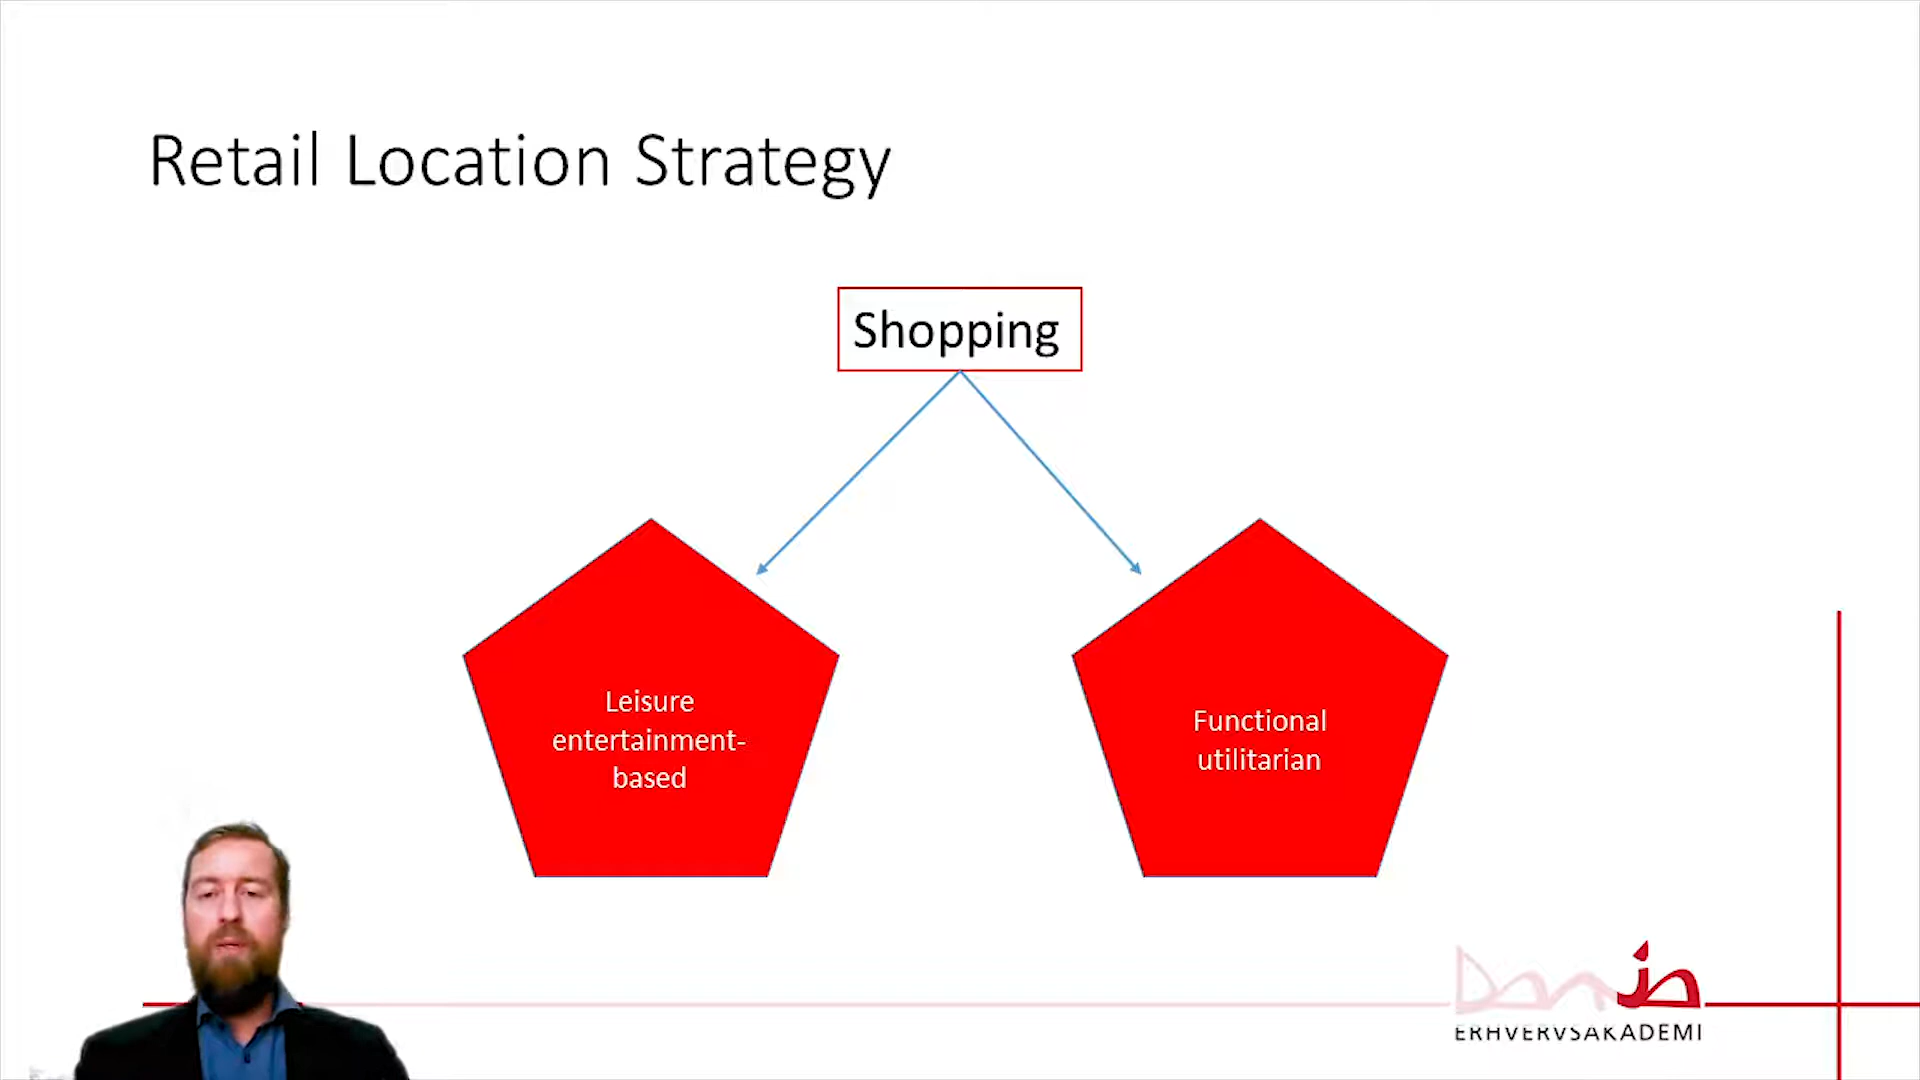 Retail Location Strategy
Shopping
Leisure
entertainment-
based
Functional
utilitarian
ERHVERVSAKADEMI